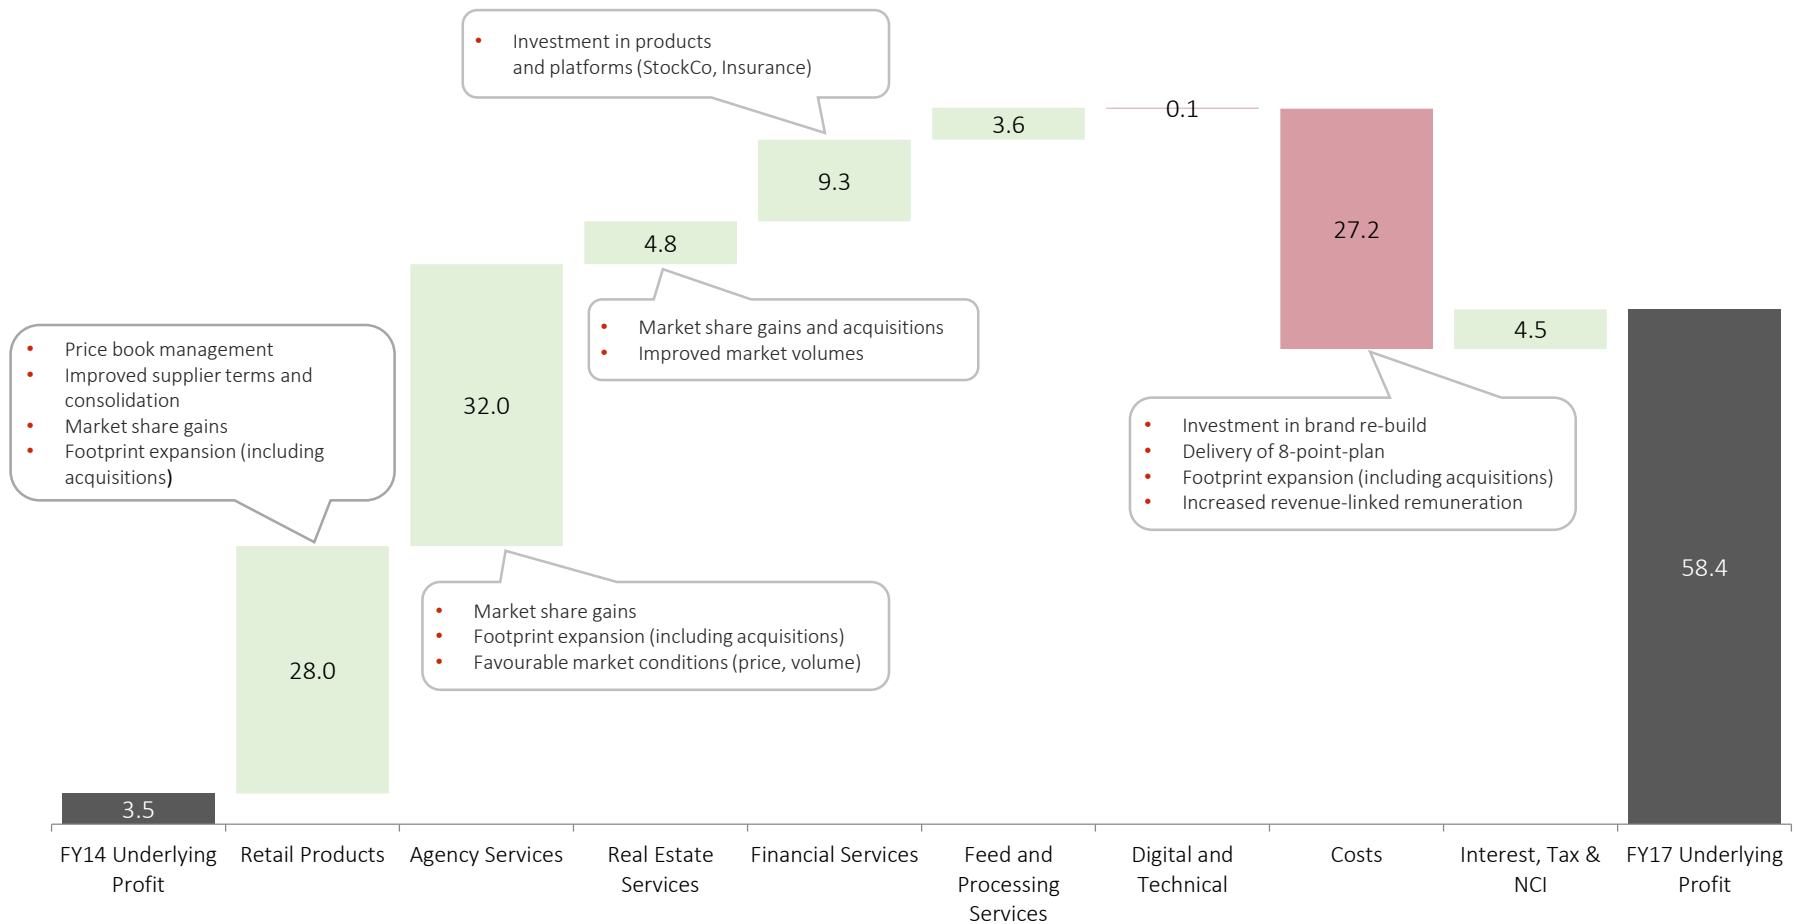 • Investment in products
and platforms (StockCo, Insurance)
3.6
0.1
9.3
27.2
4.8
• Market share gains and acquisitions
• Improved market volumes
4.5
• Price book management
• Improved supplier terms and
consolidation
• Market share gains
• Footprint expansion (including
acquisitions)
32.0
• Investment in brand re-build
• Delivery of 8-point-plan
• Footprint expansion (including acquisitions)
• Increased revenue-linked remuneration
58.4
• Market share gains
• Footprint expansion (including acquisitions)
• Favourable market conditions (price, volume)
28.0
3.5
FY14 Underlying
Profit
Retail Products
Agency Services
Real Estate
Services
Financial Services
Feed and
Processing
Services
Digital and
Technical
Costs
Interest, Tax &
NCI
FY17 Underlying
Profit